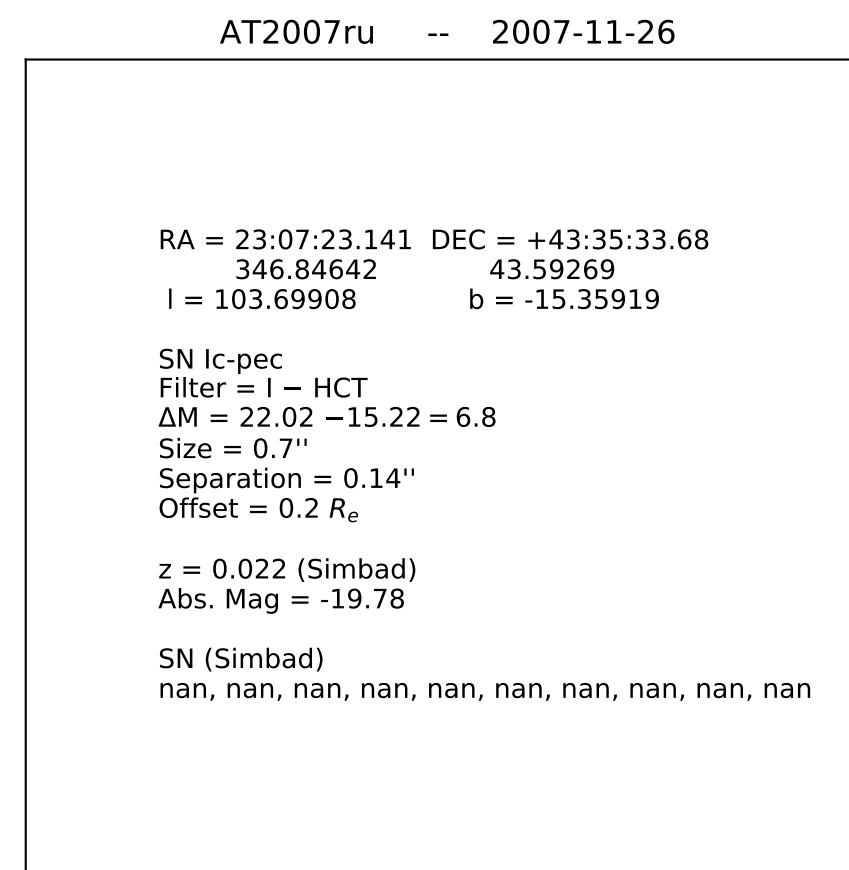 AT2007ru -- 2007-11-26
RA = 23:07:23.141 DEC = +43:35:33.68
346.84642 43.59269
l = 103.69908 b = -15.35919
SN Ic-pec
Filter = I − HCT
ΔM = 22.02 −15.22 = 6.8
Size = 0.7''
Separation = 0.14''
Offset = 0.2 Re
z = 0.022 (Simbad)
Abs. Mag = -19.78
SN (Simbad)
nan, nan, nan, nan, nan, nan, nan, nan, nan, nan